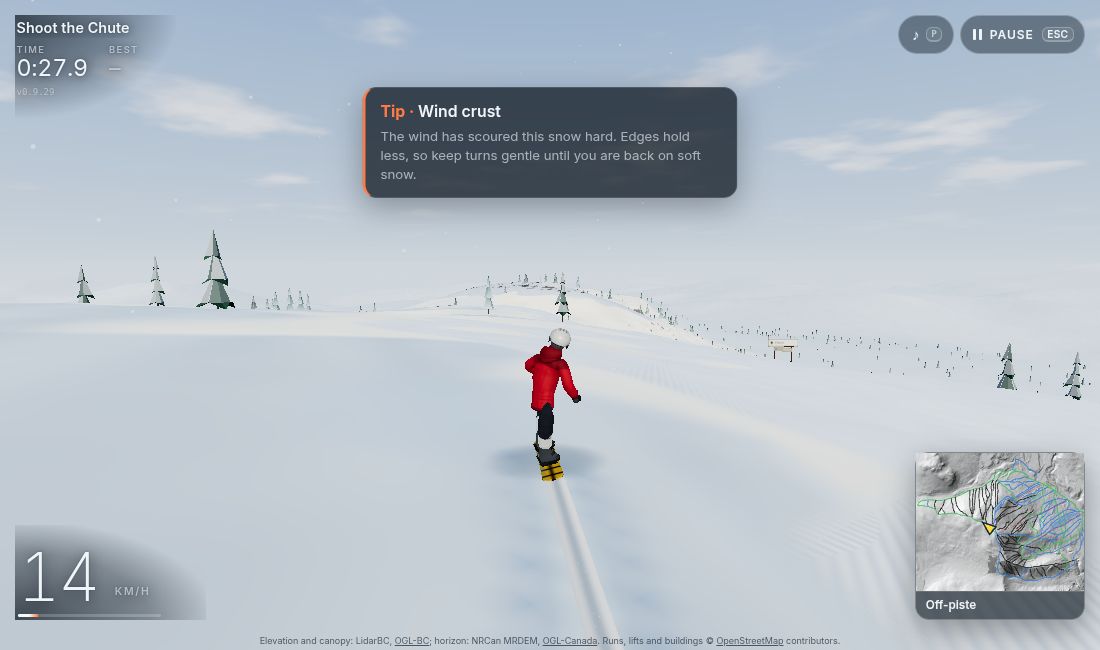 Shoot the Chute
TIME BEST
0:27.9 —
v0.9.29
♪ P
PAUSE ESC
Tip · Wind crust
The wind has scoured this snow hard. Edges hold
less, so keep turns gentle until you are back on soft
snow.
14 KM/H
Off-piste
Elevation and canopy: LidarBC, OGL-BC; horizon: NRCan MRDEM, OGL-Canada. Runs, lifts and buildings © OpenStreetMap contributors.